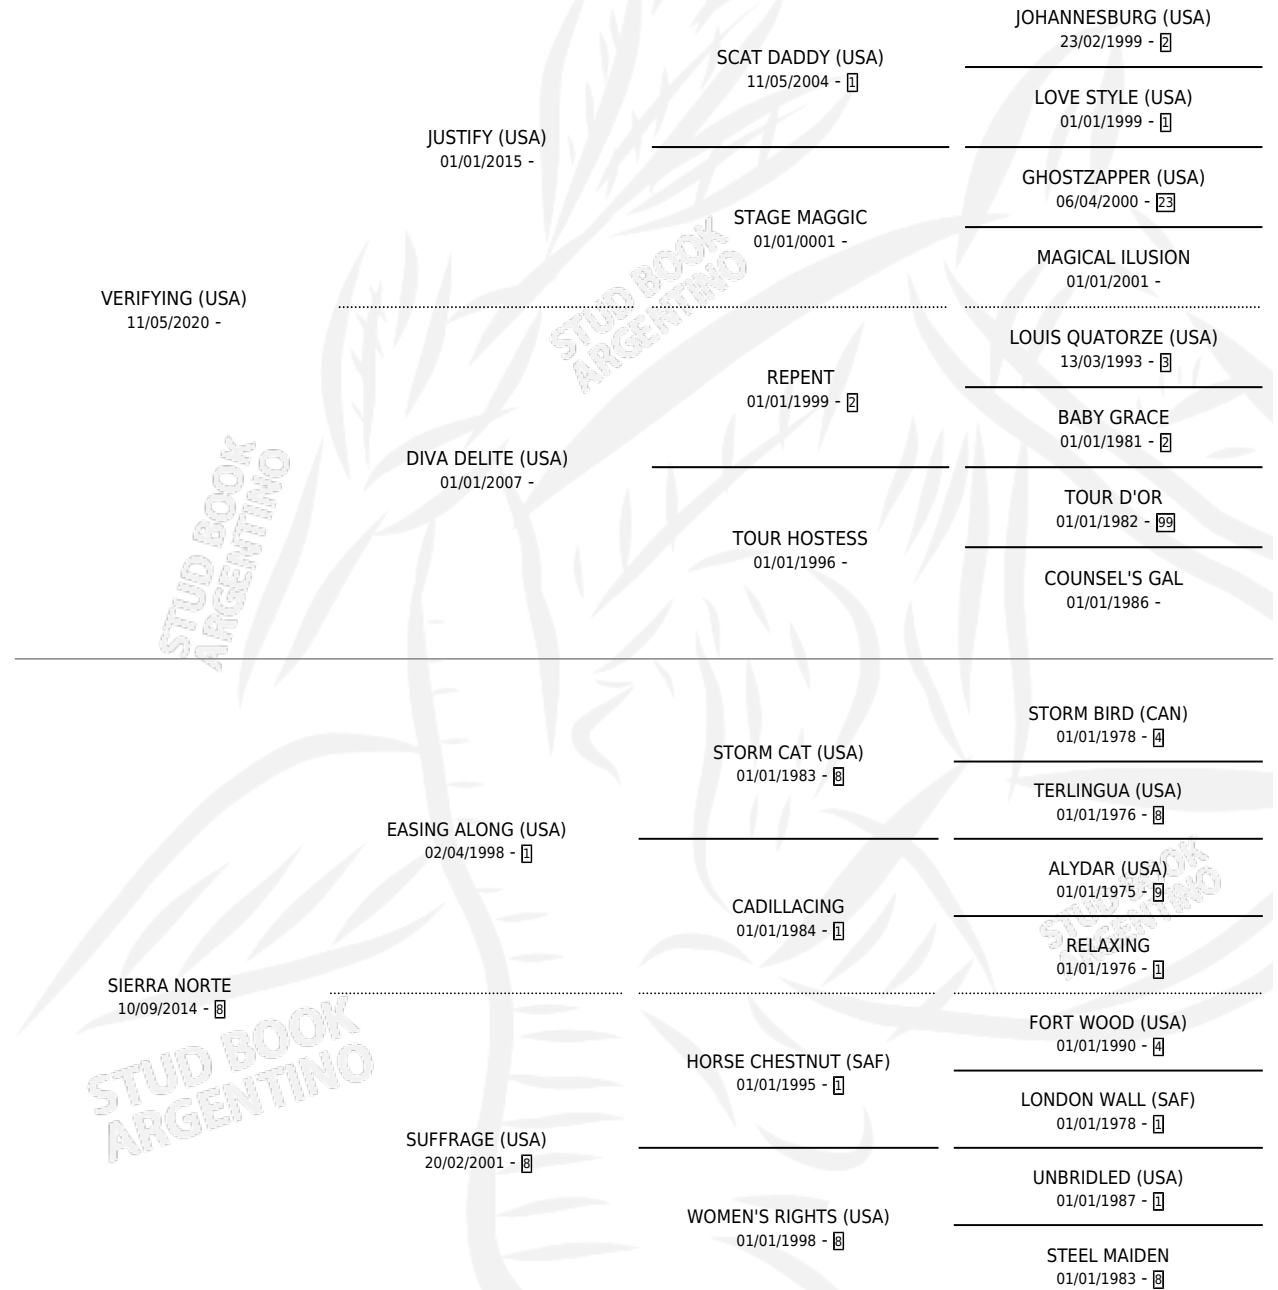 JOHANNESBURG (USA)
23/02/1999 - 2
SCAT DADDY (USA)
11/05/2004 - 1
LOVE STYLE (USA)
01/01/1999 - 1
JUSTIFY (USA)
01/01/2015 -
GHOSTZAPPER (USA)
06/04/2000 - 23
STAGE MAGGIC
01/01/0001 -
MAGICAL ILUSION
01/01/2001 -
VERIFYING (USA)
11/05/2020 -
LOUIS QUATORZE (USA)
13/03/1993 - 3
REPENT
01/01/1999 - 2
BABY GRACE
01/01/1981 - 2
DIVA DELITE (USA)
01/01/2007 -
TOUR D'OR
01/01/1982 - 99
TOUR HOSTESS
01/01/1996 -
COUNSEL'S GAL
01/01/1986 -
STUD BOOK
ARGENTINO
STUD BOOK
ARGENTINO
STORM BIRD (CAN)
01/01/1978 - 4
STORM CAT (USA)
01/01/1983 - 8
TERLINGUA (USA)
01/01/1976 - 8
EASING ALONG (USA)
02/04/1998 - 1
ALYDAR (USA)
01/01/1975 - 9
CADILLACING
01/01/1984 - 1
RELAXING
01/01/1976 - 1
SIERRA NORTE
10/09/2014 - 8
FORT WOOD (USA)
01/01/1990 - 4
HORSE CHESTNUT (SAF)
01/01/1995 - 1
LONDON WALL (SAF)
01/01/1978 - 1
SUFFRAGE (USA)
20/02/2001 - 8
UNBRIDLED (USA)
01/01/1987 - 1
WOMEN'S RIGHTS (USA)
01/01/1998 - 8
STEEL MAIDEN
01/01/1983 - 8
STUD BOOK
ARGENTINO
STUD BOOK
ARGENTINO